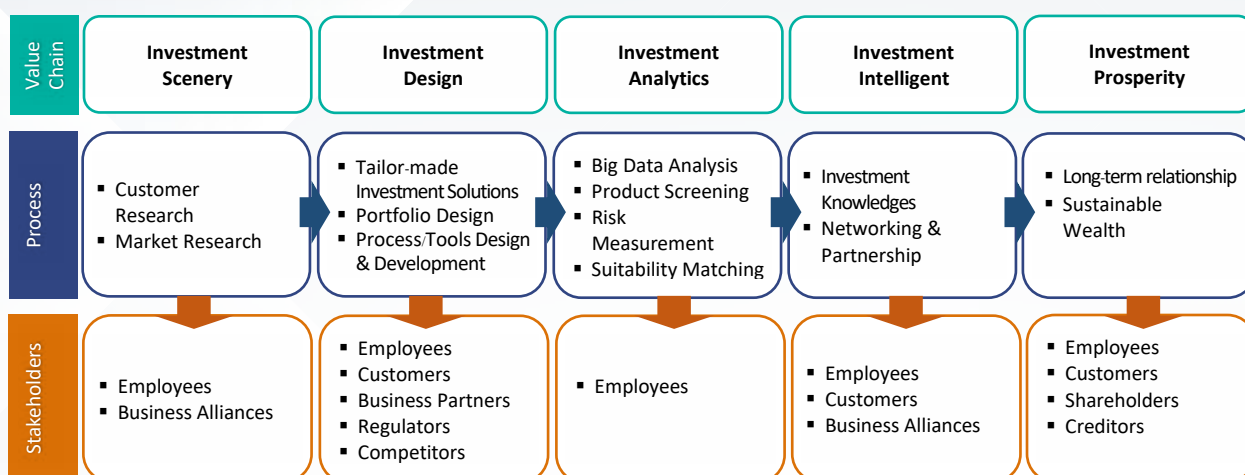 Value
Chain
Investment
Scenery
Investment
Design
Investment
Analytics
Investment
Intelligent
Investment
Prosperity
Process
▪ Customer
Research
▪ Market Research
▪ Tailor-made
Investment Solutions
▪ Portfolio Design
▪ Process/Tools Design
& Development
▪ Big Data Analysis
▪ Product Screening
▪ Risk
Measurement
▪ Suitability Matching
▪ Investment
Knowledges
▪ Networking &
Partnership
▪ Long-term relationship
▪ Sustainable
Wealth
Stakeholders
▪ Employees
▪ Business Alliances
▪ Employees
▪ Customers
▪ Business Partners
▪ Regulators
▪ Competitors
▪ Employees
▪ Employees
▪ Customers
▪ Business Alliances
▪ Employees
▪ Customers
▪ Shareholders
▪ Creditors